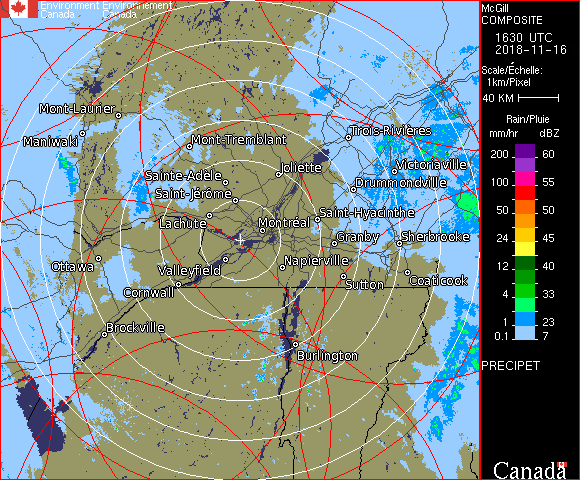 Environment Environnement
Canada Canada
McGill
COMPOSITE
1630 UTC
2018-11-16
Scale/Échelle:
1km/Pixel
40 KM
Rain/Pluie
mm/hr dBZ
200 60
100 55
50 50
24 45
12 40
4 33
1 23
0.1 7
PRECIPET
Canada
Mont-Laurier
Maniwaki
Mont-Tremblant
Trois-Rivières
Sainte-Adèle
Joliette
Victoriaville
Saint-Jérôme
Drummondville
Lachute
Montréal
Saint-Hyacinthe
Granby
Sherbrooke
Ottawa
Valleyfield
Napierville
Cornwall
Sutton
Coaticook
Brockville
Burlington